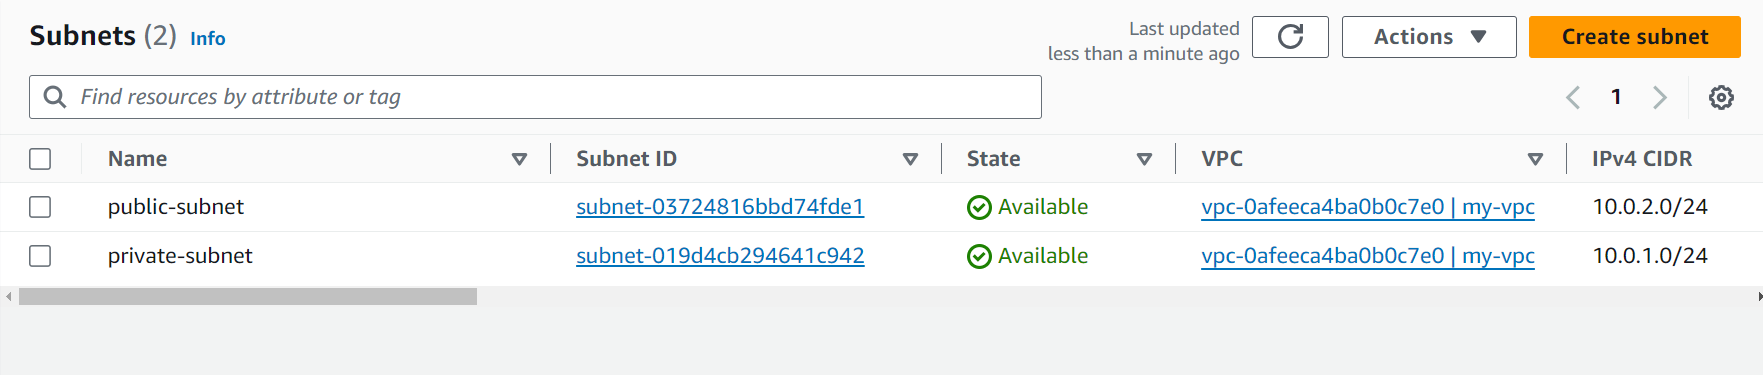 Subnets (2) Info
Last updated
less than a minute ago
Actions
Create subnet
Find resources by attribute or tag
1
Name Subnet ID State VPC IPv4 CIDR
public-subnet subnet-03724816bbd74fde1 Available vpc-0afeeca4ba0b0c7e0 | my-vpc 10.0.2.0/24
private-subnet subnet-019d4cb294641c942 Available vpc-0afeeca4ba0b0c7e0 | my-vpc 10.0.1.0/24